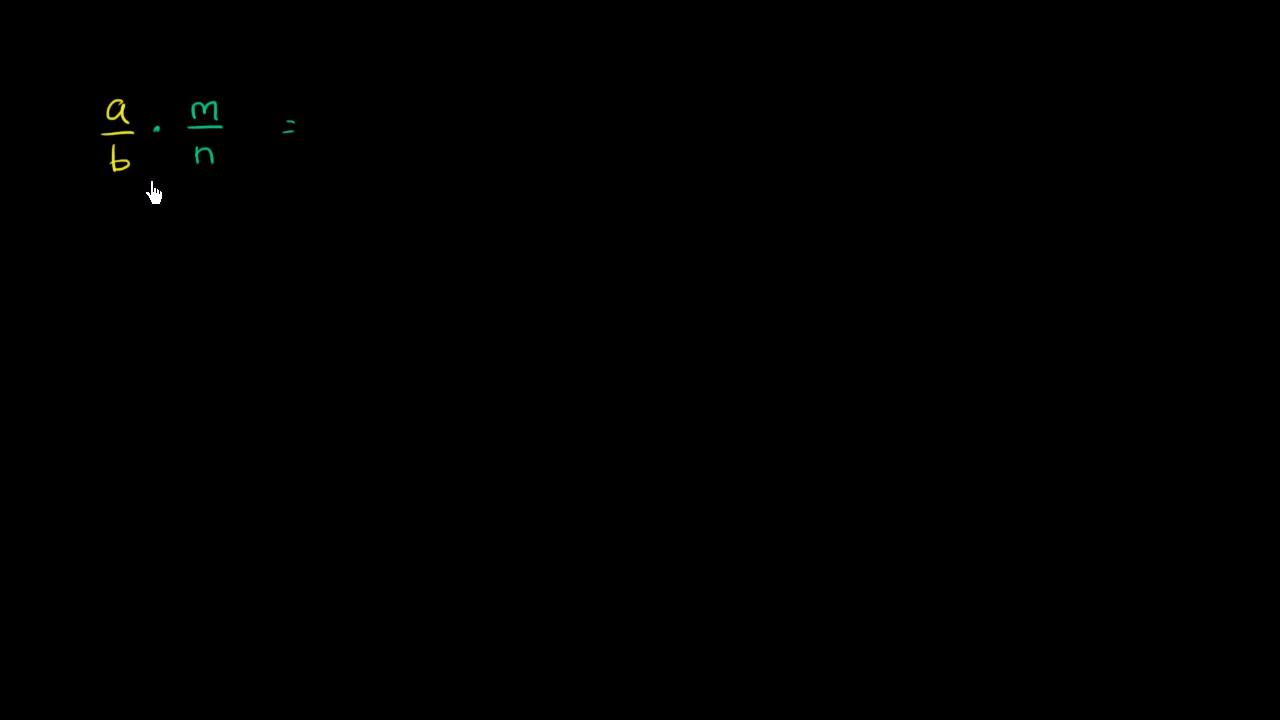 a/b · m/n =